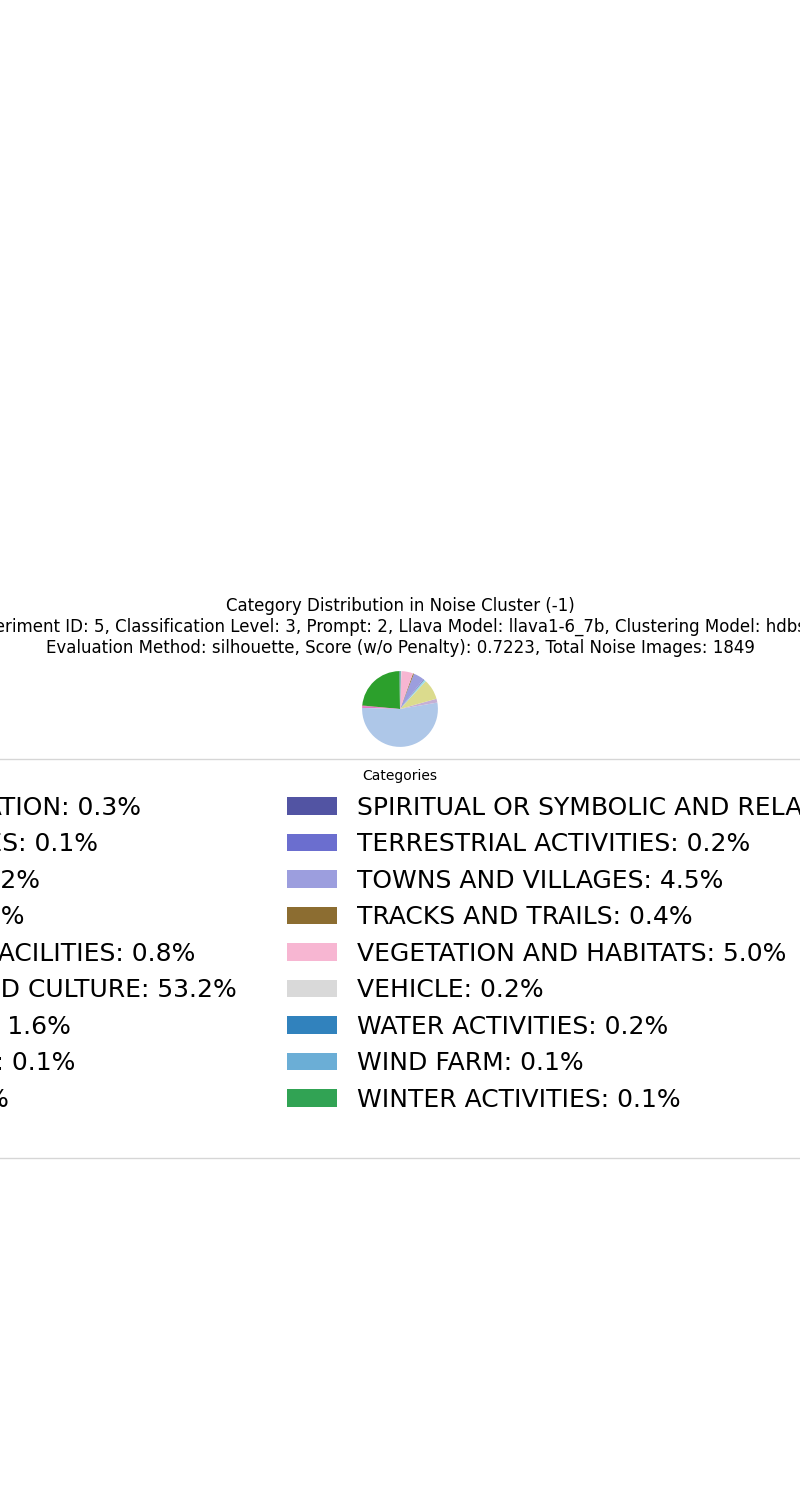 Category Distribution in Noise Cluster (-1)
eriment ID: 5, Classification Level: 3, Prompt: 2, Llava Model: llava1-6_7b, Clustering Model: hdbs
Evaluation Method: silhouette, Score (w/o Penalty): 0.7223, Total Noise Images: 1849
Categories
ATION: 0.3% SPIRITUAL OR SYMBOLIC AND RELA
ES: 0.1% TERRESTRIAL ACTIVITIES: 0.2%
2% TOWNS AND VILLAGES: 4.5%
% TRACKS AND TRAILS: 0.4%
ACILITIES: 0.8% VEGETATION AND HABITATS: 5.0%
D CULTURE: 53.2% VEHICLE: 0.2%
1.6% WATER ACTIVITIES: 0.2%
: 0.1% WIND FARM: 0.1%
% WINTER ACTIVITIES: 0.1%